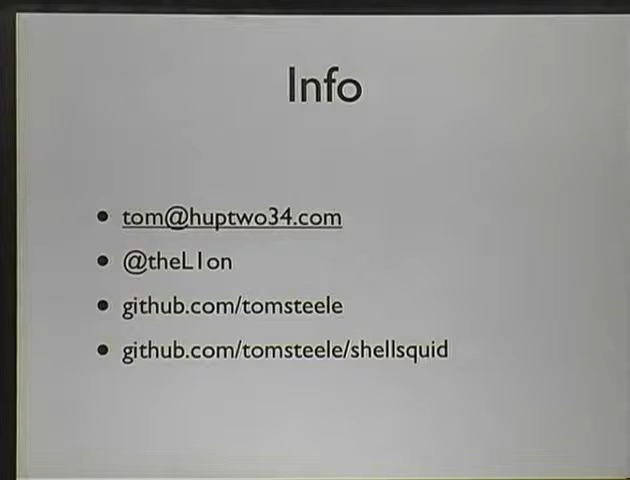 Info
• tom@huptwo34.com
• @theL1on
• github.com/tomsteele
• github.com/tomsteele/shellsquid